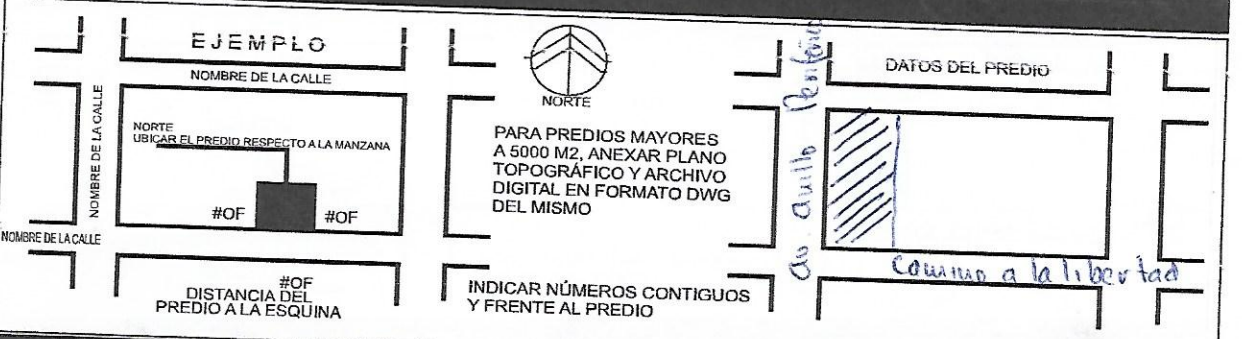 EJEMPLO
NOMBRE DE LA CALLE
NOMBRE DE LA CALLE
NORTE
UBICAR EL PREDIO RESPECTO A LA MANZANA
#OF
#OF
NOMBRE DE LA CALLE
#OF
DISTANCIA DEL
PREDIO A LA ESQUINA
NORTE
PARA PREDIOS MAYORES
A 5000 M2, ANEXAR PLANO
TOPOGRÁFICO Y ARCHIVO
DIGITAL EN FORMATO DWG
DEL MISMO
INDICAR NÚMEROS CONTIGUOS
Y FRENTE AL PREDIO
DATOS DEL PREDIO
av. anillo
Camino a la libertad